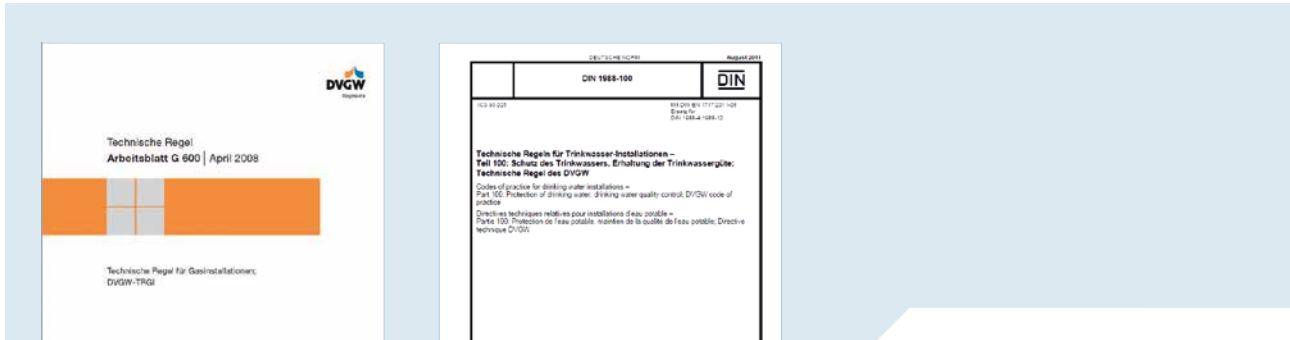 DVGW
Regelwerk
Technische Regel
Arbeitsblatt G 600 | April 2008
Technische Regel für Gasinstallationen;
DVGW-TRGI
DEUTSCHE NORM
August 2011
DIN 1988-100
DIN
Technische Regeln für Trinkwasser-Installationen –
Teil 100: Schutz des Trinkwassers, Erhaltung der Trinkwassergüte;
Technische Regel des DVGW
Codes of practice for drinking water installations –
Part 100: Protection of drinking water, drinking water quality control; DVGW code of
practice
Directives techniques relatives pour installations d'eau potable –
Partie 100: Protection de l'eau potable, maintien de la qualité de l'eau potable; Directive
technique DVGW